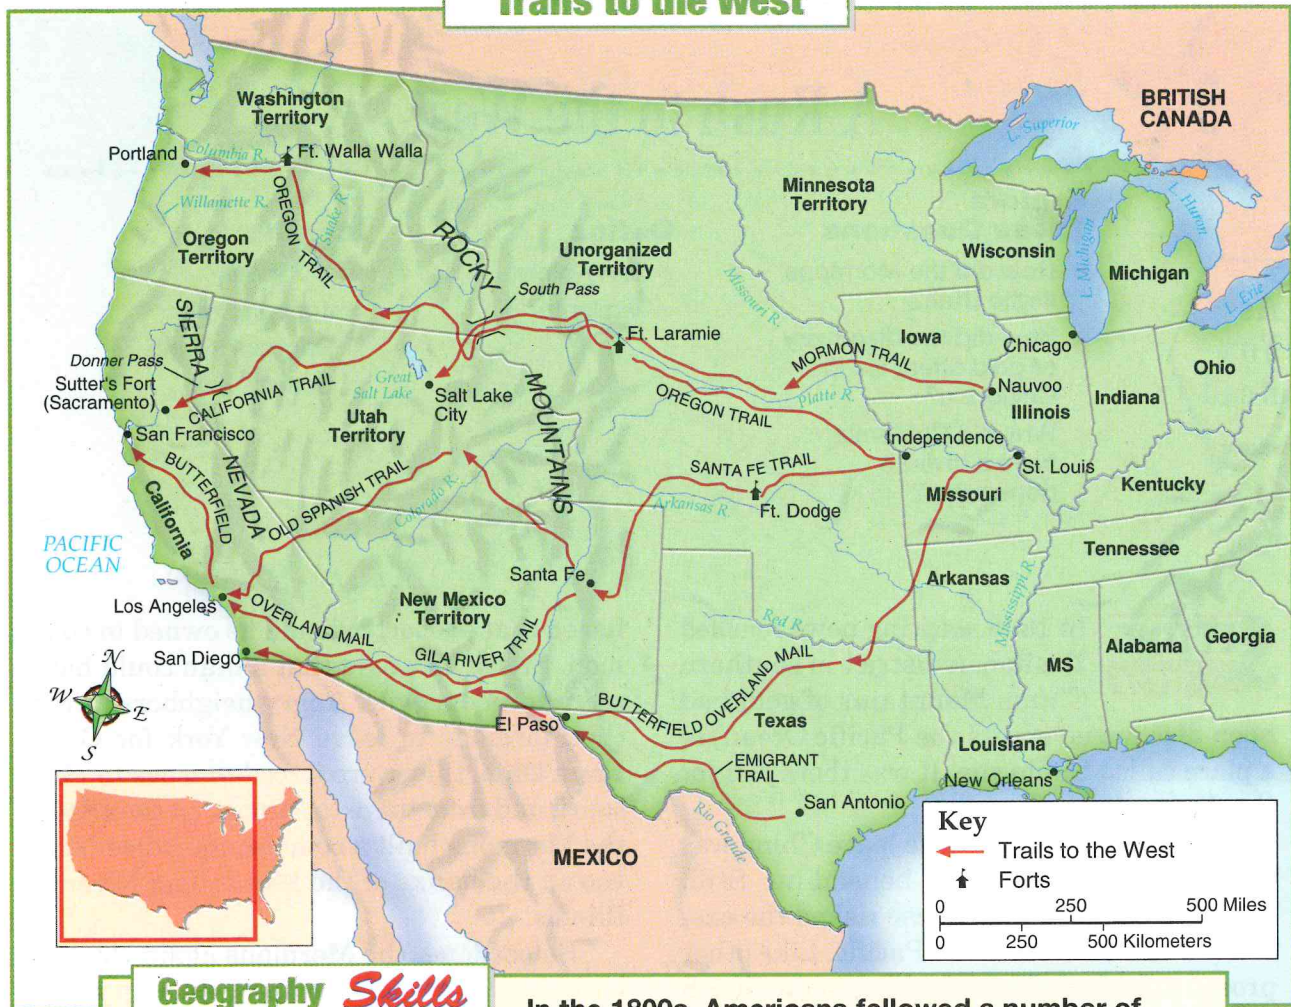 Trails to the West
BRITISH
CANADA
Washington
Territory
L. Superior
Portland
Columbia R.
Ft. Walla Walla
Minnesota
Territory
L. Huron
Willamette R.
OREGON TRAIL
Snake R.
ROCKY
Oregon
Territory
Unorganized
Territory
Wisconsin
L. Michigan
Michigan
South Pass
Missouri R.
L. Erie
SIERRA
Ft. Laramie
Iowa
Chicago
Donner Pass
MORMON TRAIL
Ohio
Sutter's Fort
(Sacramento)
CALIFORNIA TRAIL
Great
Salt Lake
Salt Lake
City
MOUNTAINS
Platte R.
Nauvoo
Illinois
Indiana
OREGON TRAIL
Utah
Territory
San Francisco
Independence
BUTTERFIELD
NEVADA
OLD SPANISH TRAIL
SANTA FE TRAIL
St. Louis
California
Colorado R.
Arkansas R.
Ft. Dodge
Missouri
Kentucky
PACIFIC
OCEAN
Tennessee
Santa Fe
Arkansas
Mississippi R.
Los Angeles
OVERLAND MAIL
New Mexico
Territory
Red R.
Alabama
Georgia
San Diego
GILA RIVER TRAIL
MS
N
W
E
S
BUTTERFIELD OVERLAND MAIL
El Paso
Texas
Louisiana
EMIGRANT
TRAIL
New Orleans
San Antonio
Rio Grande
MEXICO
Key
Trails to the West
Forts
0 250 500 Miles
0 250 500 Kilometers
Geography Skills
In the 1800s, Americans followed a number of